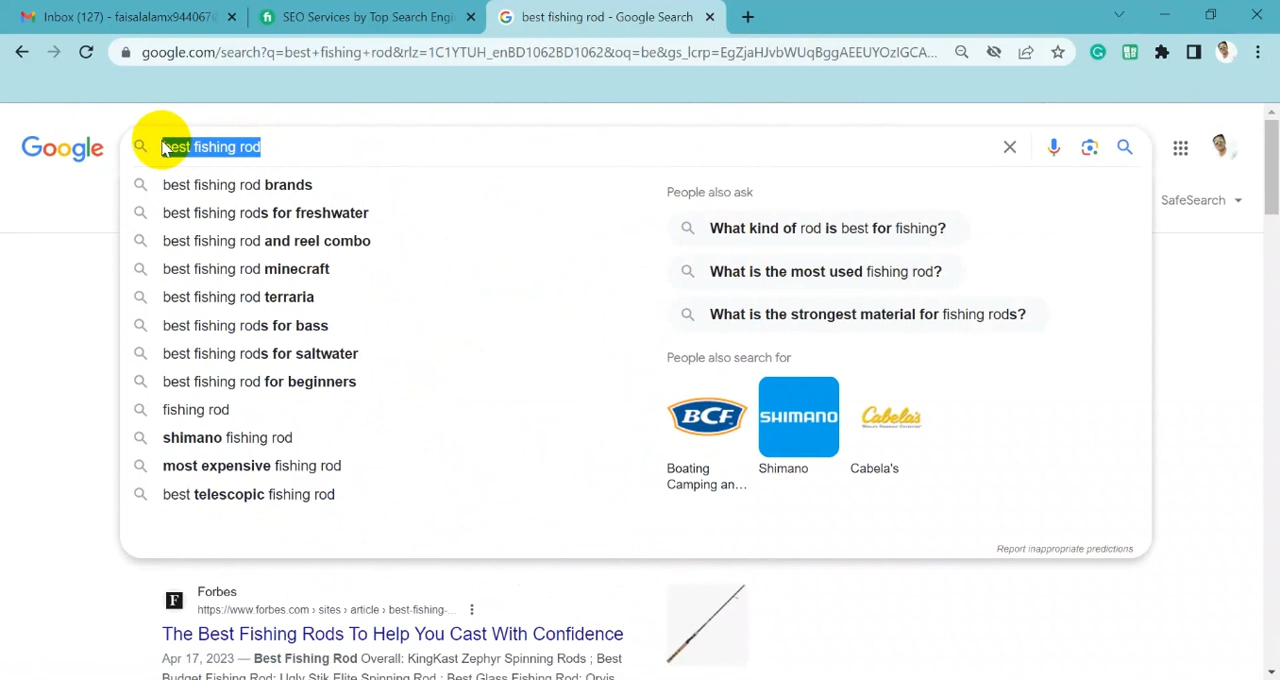 Inbox (127) - faisalalamx944067@
SEO Services by Top Search Engi
best fishing rod - Google Search
google.com/search?q=best+fishing+rod&rlz=1C1YTUH_enBD1062BD1062&oq=be&gs_lcrp=EgZjaHJvbWUqBggAEEUYOzIGCA...
Google
best fishing rod
SafeSearch
best fishing rod brands
best fishing rods for freshwater
best fishing rod and reel combo
best fishing rod minecraft
best fishing rod terraria
best fishing rods for bass
best fishing rods for saltwater
best fishing rod for beginners
fishing rod
shimano fishing rod
most expensive fishing rod
best telescopic fishing rod
People also ask
What kind of rod is best for fishing?
What is the most used fishing rod?
What is the strongest material for fishing rods?
People also search for
BCF
SHIMANO
Cabela's
Boating
Camping an...
Shimano
Cabela's
Report inappropriate predictions
F
Forbes
https://www.forbes.com › sites › article › best-fishing-...
The Best Fishing Rods To Help You Cast With Confidence
Apr 17, 2023 — Best Fishing Rod Overall: KingKast Zephyr Spinning Rods ; Best
Budget Fishing Rod: Ugly Stik Elite Spinning Rod ; Best Glass Fishing Rod: Orvis